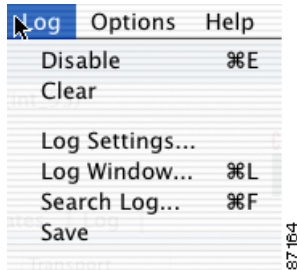 Log Options Help
Disable ⌘E
Clear
Log Settings...
Log Window... ⌘L
Search Log... ⌘F
Save
87164